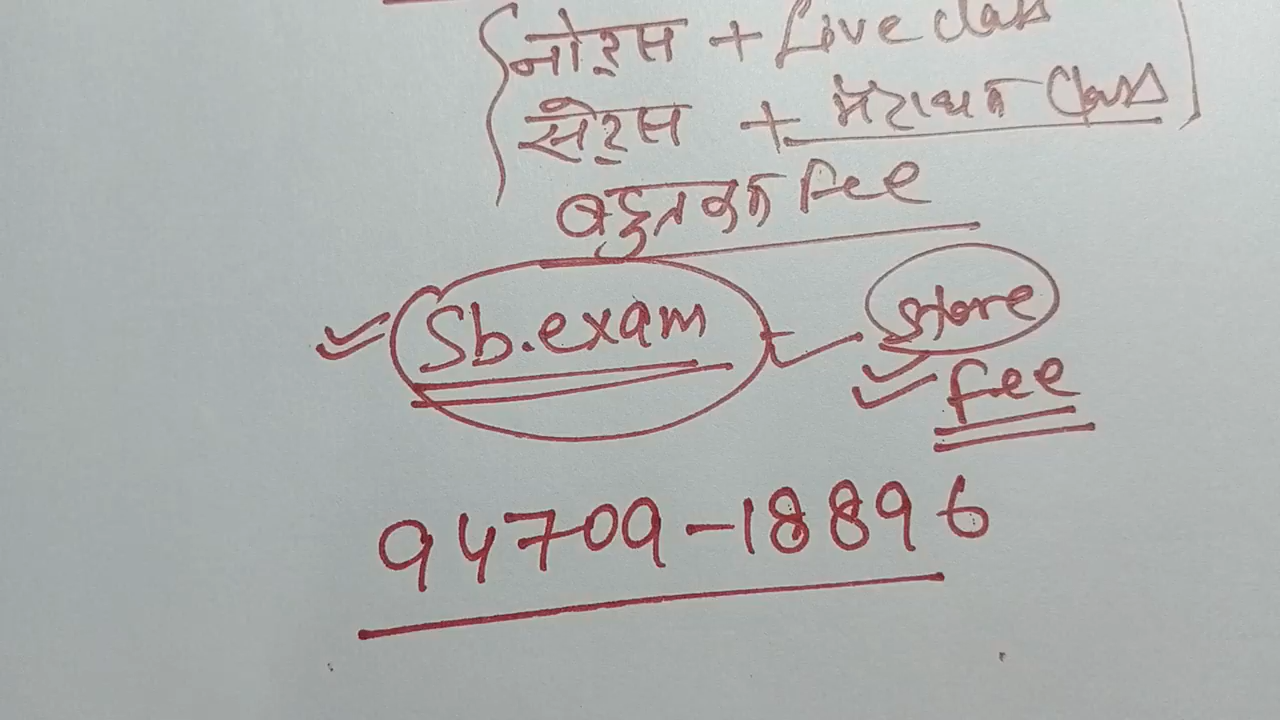 नोट्स + Live class
सेट्स + मैराथन Class
बहुत कम Fee
Sb.exam store
fee
94709-18896